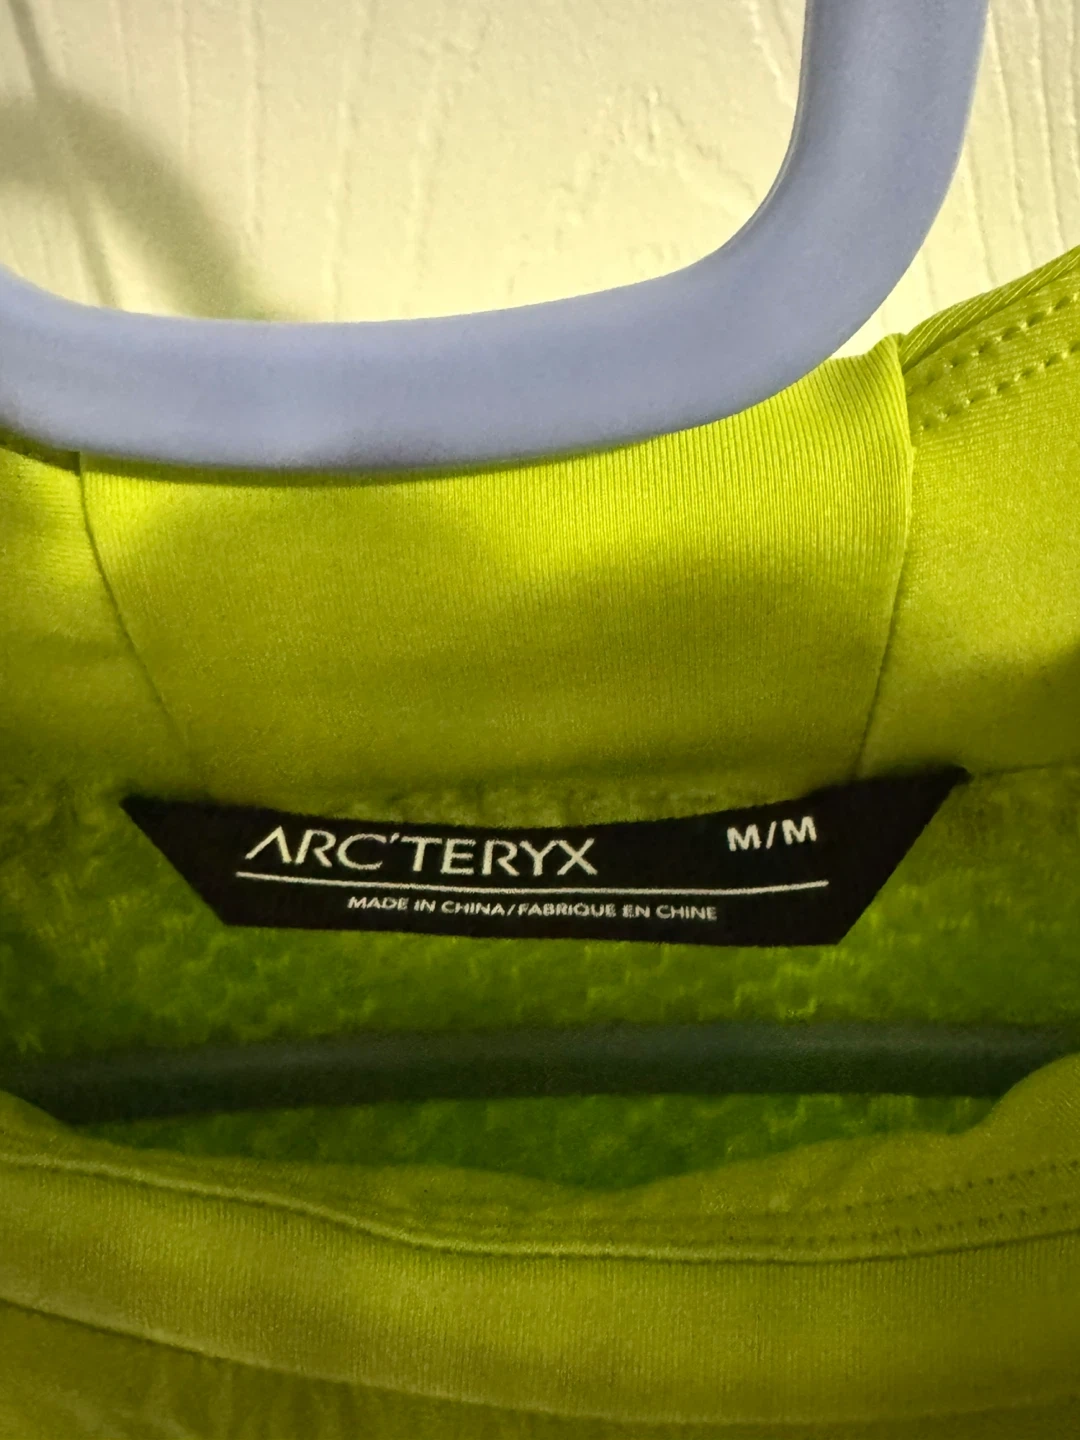 ARC'TERYX M/M
MADE IN CHINA/FABRIQUE EN CHINE